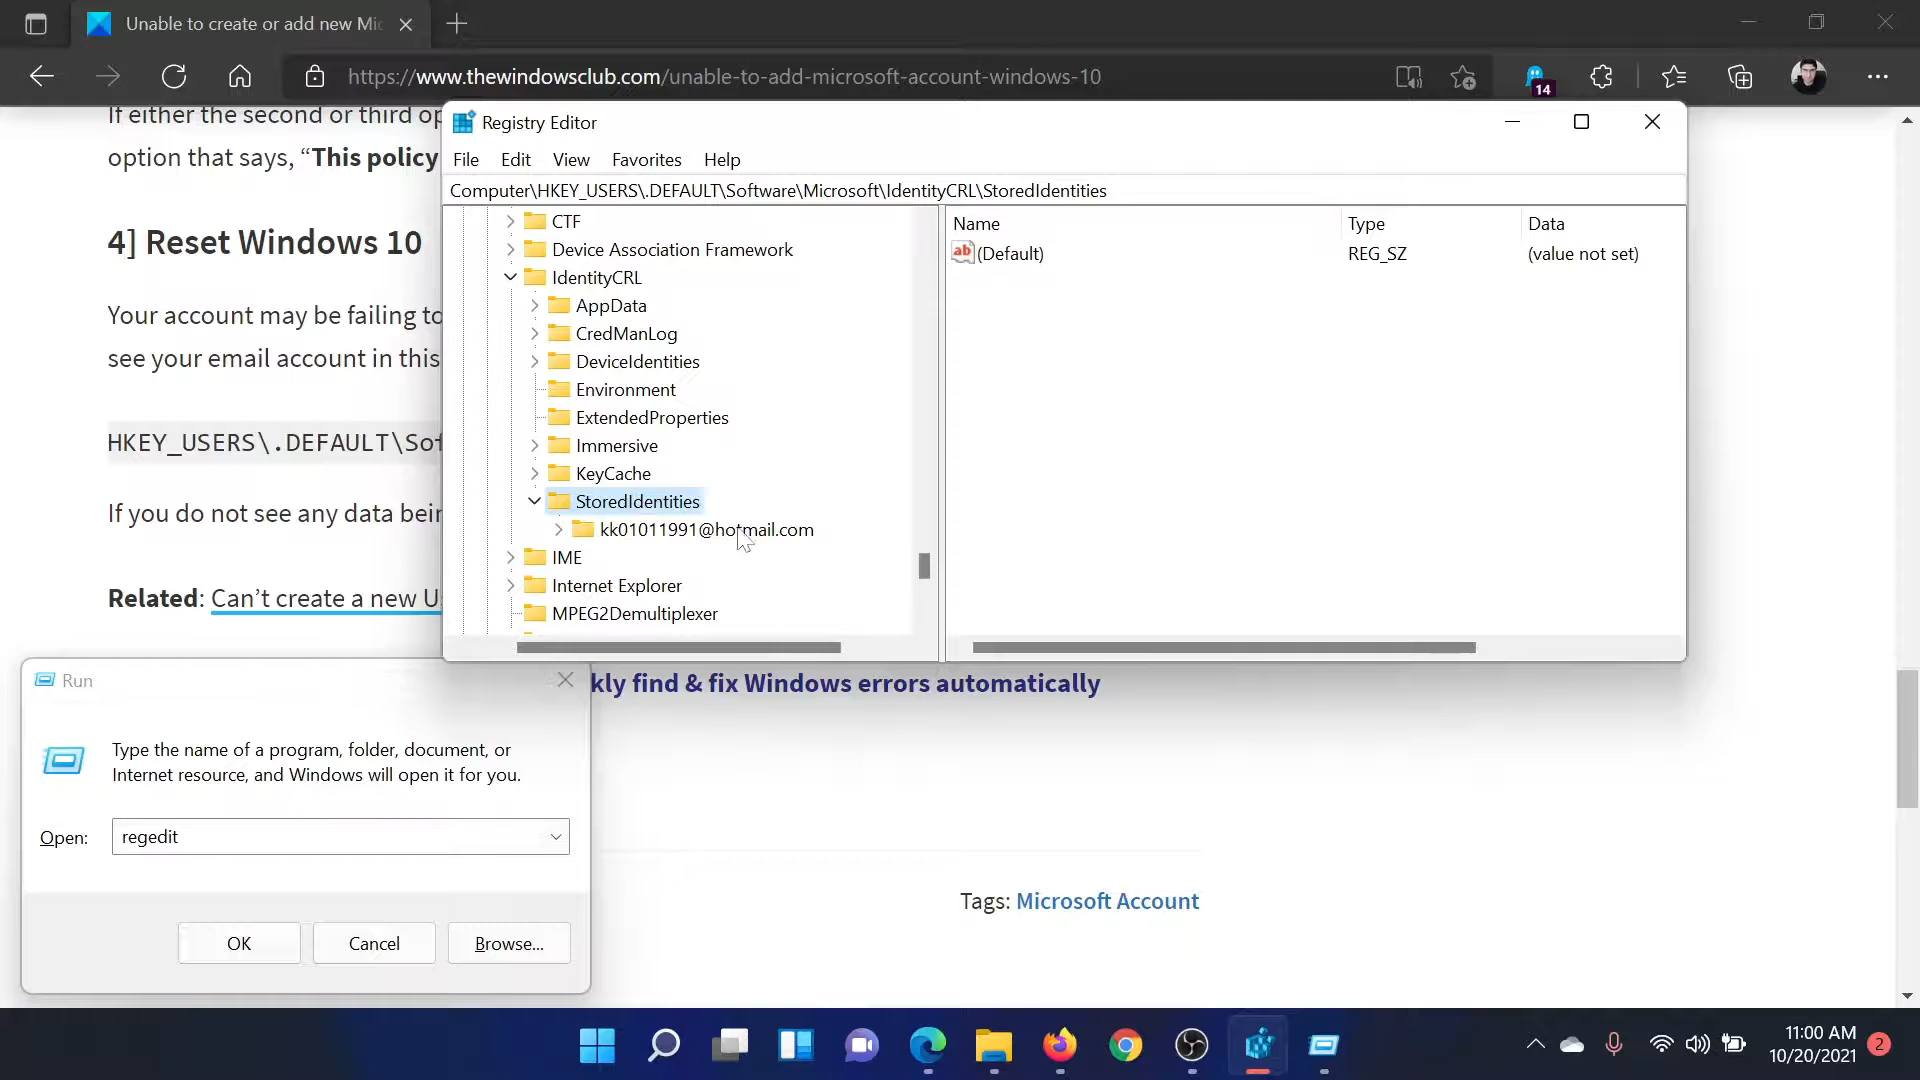 Unable to create or add new Mic
https://www.thewindowsclub.com/unable-to-add-microsoft-account-windows-10
14
If either the second or third op
option that says, “This policy
4] Reset Windows 10
Your account may be failing to
see your email account in this
HKEY_USERS\.DEFAULT\Sof
If you do not see any data bein
Related: Can’t create a new U
kly find & fix Windows errors automatically
Tags: Microsoft Account
Registry Editor
File Edit View Favorites Help
Computer\HKEY_USERS\.DEFAULT\Software\Microsoft\IdentityCRL\StoredIdentities
CTF
Device Association Framework
IdentityCRL
AppData
CredManLog
DeviceIdentities
Environment
ExtendedProperties
Immersive
KeyCache
StoredIdentities
kk01011991@hotmail.com
IME
Internet Explorer
MPEG2Demultiplexer
Name Type Data
ab (Default) REG_SZ (value not set)
Run
Type the name of a program, folder, document, or
Internet resource, and Windows will open it for you.
Open: regedit
OK Cancel Browse...
11:00 AM
10/20/2021
2